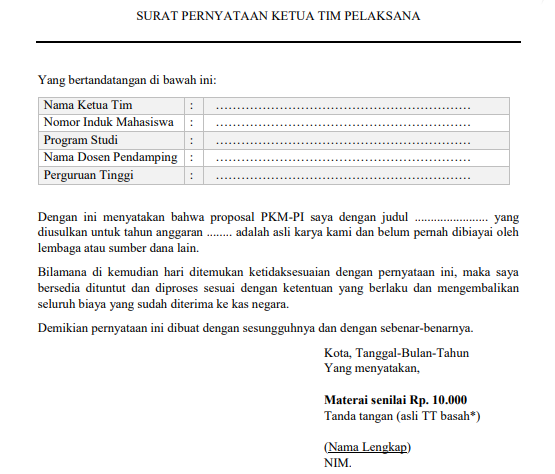 SURAT PERNYATAAN KETUA TIM PELAKSANA
Yang bertandatangan di bawah ini:
Nama Ketua Tim : ……………………………………………………
Nomor Induk Mahasiswa : ……………………………………………………
Program Studi : ……………………………………………………
Nama Dosen Pendamping : ……………………………………………………
Perguruan Tinggi : ……………………………………………………
Dengan ini menyatakan bahwa proposal PKM-PI saya dengan judul ........................ yang
diusulkan untuk tahun anggaran ........ adalah asli karya kami dan belum pernah dibiayai oleh
lembaga atau sumber dana lain.
Bilamana di kemudian hari ditemukan ketidaksesuaian dengan pernyataan ini, maka saya
bersedia dituntut dan diproses sesuai dengan ketentuan yang berlaku dan mengembalikan
seluruh biaya yang sudah diterima ke kas negara.
Demikian pernyataan ini dibuat dengan sesungguhnya dan dengan sebenar-benarnya.
Kota, Tanggal-Bulan-Tahun
Yang menyatakan,
Materai senilai Rp. 10.000
Tanda tangan (asli TT basah*)
(Nama Lengkap)
NIM.